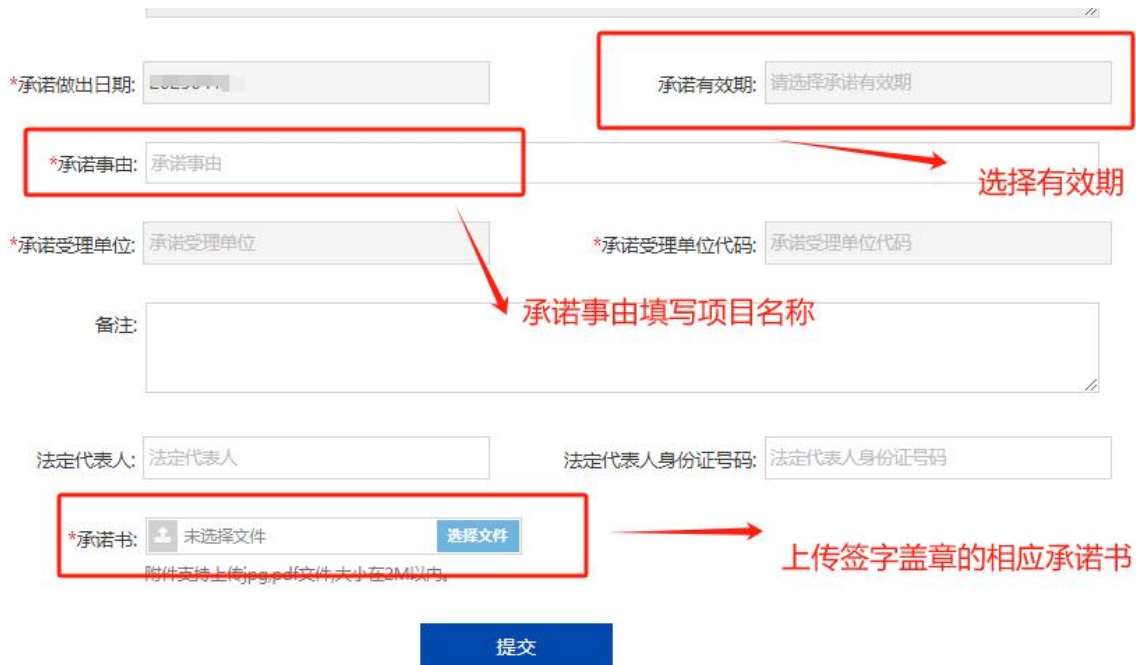 *承诺做出日期:
承诺有效期: 请选择承诺有效期
*承诺事由: 承诺事由
选择有效期
*承诺受理单位: 承诺受理单位
*承诺受理单位代码: 承诺受理单位代码
承诺事由填写项目名称
备注:
法定代表人: 法定代表人
法定代表人身份证号码: 法定代表人身份证号码
*承诺书: 未选择文件 选择文件
上传签字盖章的相应承诺书
附件支持上传jpg,pdf文件,大小在2M以内。
提交